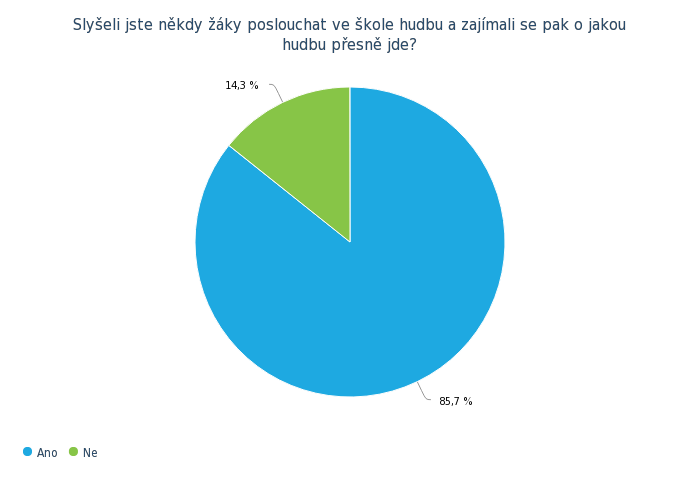 Slyšeli jste někdy žáky poslouchat ve škole hudbu a zajímali se pak o jakou
hudbu přesně jde?
14,3 %
85,7 %
Ano
Ne